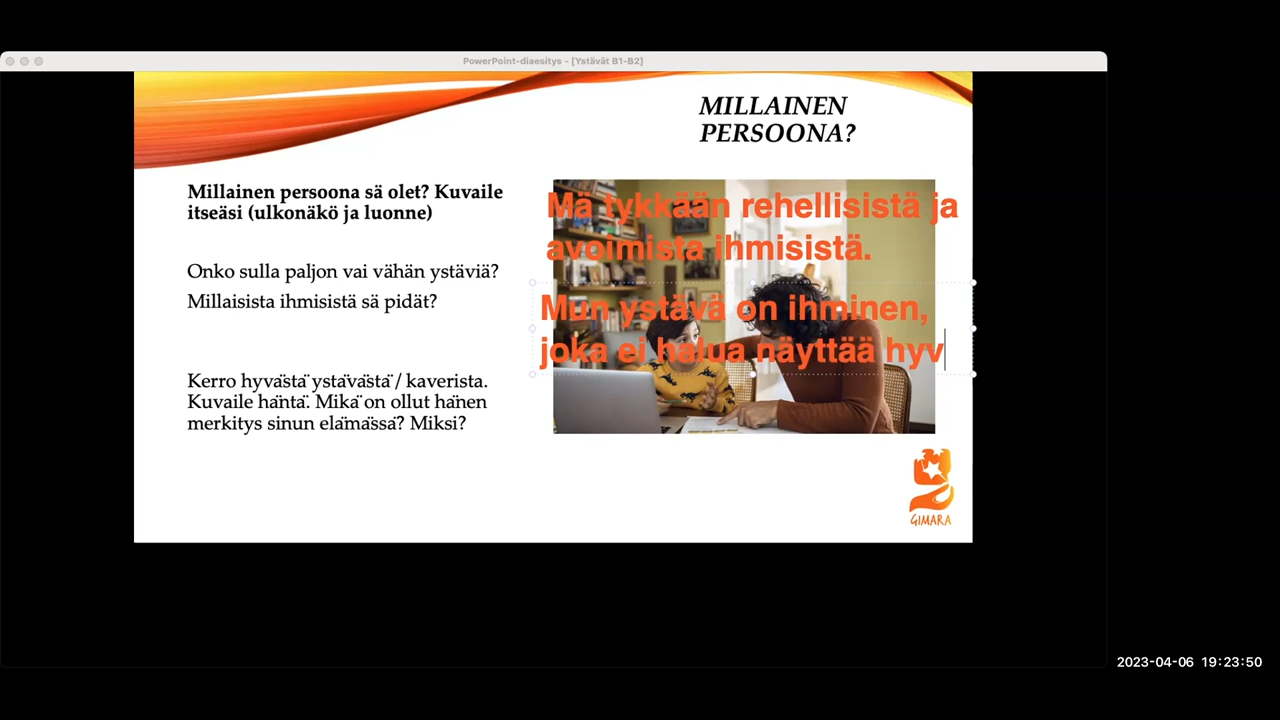 PowerPoint-diaesitys - [Ystävät B1-B2]
MILLAINEN
PERSOONA?
Millainen persoona sä olet? Kuvaile
itseäsi (ulkonäkö ja luonne)
Onko sulla paljon vai vähän ystäviä?
Millaisista ihmisistä sä pidät?
Kerro hyvästä ystävästä / kaverista.
Kuvaile häntä. Mikä on ollut hänen
merkitys sinun elämässä? Miksi?
Mä tykkään rehellisistä ja
avoimista ihmisistä.
Mun ystävä on ihminen,
joka ei halua näyttää hyv
GIMARA
2023-04-06 19:23:50